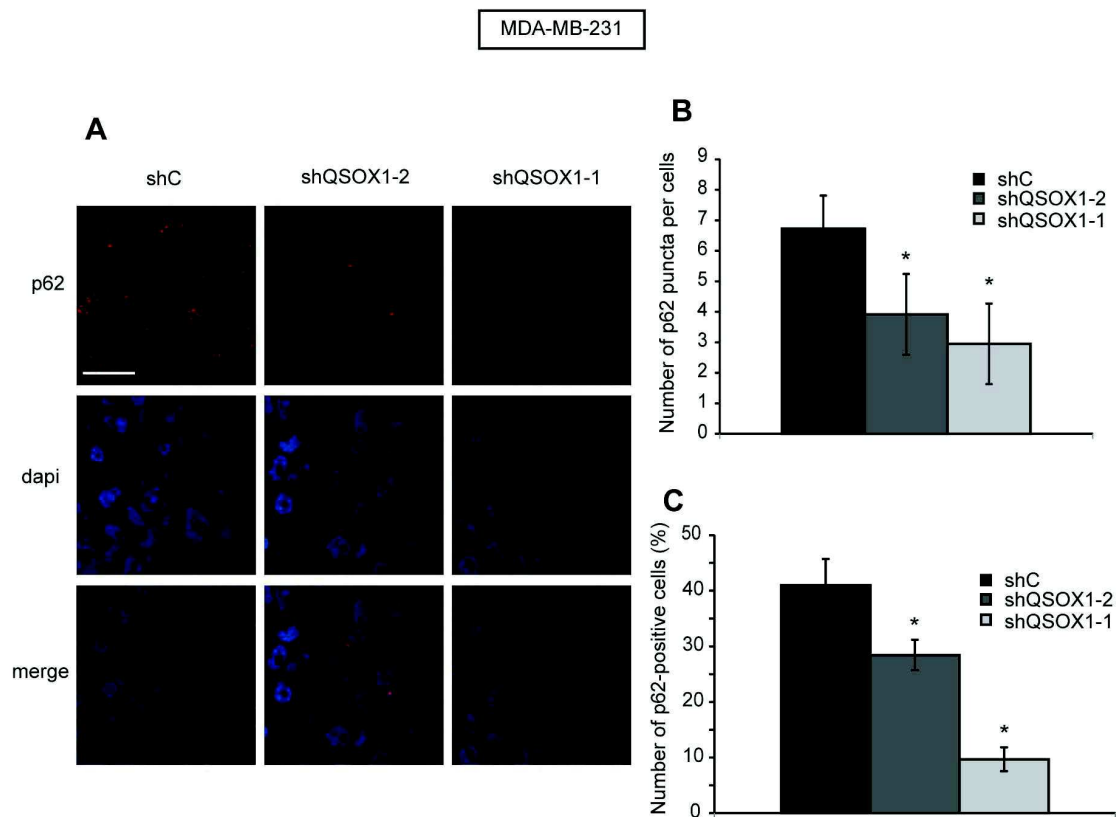 MDA-MB-231
A
shC shQSOX1-2 shQSOX1-1
p62
dapi
merge
B
Number of p62 puncta per cells
9
8
7
6
5
4
3
2
1
0
shC
shQSOX1-2
shQSOX1-1
*
*
C
Number of p62-positive cells (%)
50
40
30
20
10
0
shC
shQSOX1-2
shQSOX1-1
*
*